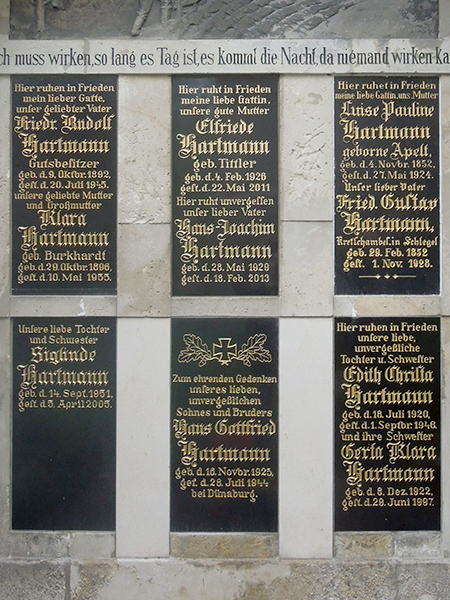 ch muss wirken, so lang es Tag ist, es kommt die Nacht, da niemand wirken ka
Hier ruhen in Frieden
mein lieber Gatte,
unser geliebter Vater
Friedr. Rudolf
Hartmann
Gutsbesitzer
geb. d. 9. Oktbr. 1892,
gest. d. 20. Juli 1945.
unsere geliebte Mutter
und Großmutter
Klara
Hartmann
geb. Burkhardt
geb. d. 29. Oktbr. 1896,
gest. d. 10. Mai 1955.
Hier ruht in Frieden
meine liebe Gattin,
unsere gute Mutter
Elfriede
Hartmann
geb. Tittler
geb. d. 4. Feb. 1926
gest. d. 22. Mai 2011
Hier ruht unvergessen
unser lieber Vater
Hans-Joachim
Hartmann
geb. d. 28. Mai 1929
gest. d. 18. Feb. 2013
Hier ruhet in Frieden
meine liebe Gattin, uns. Mutter
Luise Pauline
Hartmann
geborne Apelt,
geb. d. 4. Novbr. 1852,
gest. d. 27. Mai 1924.
Unser lieber Vater
Fried. Gustav
Hartmann,
Kretschambes. in Schlegel
geb. 29. Feb. 1852
gest. 1. Nov. 1928.
Unsere liebe Tochter
und Schwester
Siglinde
Hartmann
geb. d. 14. Sept. 1951,
gest. d. 5. April 2005.
Zum ehrenden Gedenken
unseres lieben,
unvergeßlichen
Sohnes und Bruders
Hans Gottfried
Hartmann
geb. d. 16. Novbr. 1925,
gef. d. 28. Juli 1944
bei Dünaburg.
Hier ruhen in Frieden
unsere liebe,
unvergeßliche
Tochter u. Schwester
Edith Christa
Hartmann
geb. d. 18. Juli 1920,
gest. d. 1. Septbr. 1946.
und ihre Schwester
Gerta Klara
Hartmann
geb. d. 8. Dez. 1922,
gest. d. 29. Juni 1997.